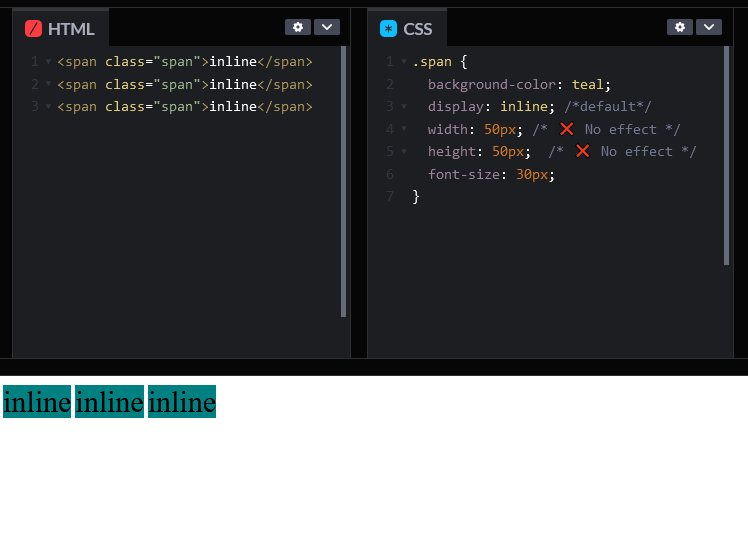 HTML
1 <span class="span">inline</span>
2 <span class="span">inline</span>
3 <span class="span">inline</span>
CSS
1 .span {
2 background-color: teal;
3 display: inline; /*default*/
4 width: 50px; /* ❌ No effect */
5 height: 50px;  /* ❌ No effect */
6 font-size: 30px;
7 }
inline inline inline